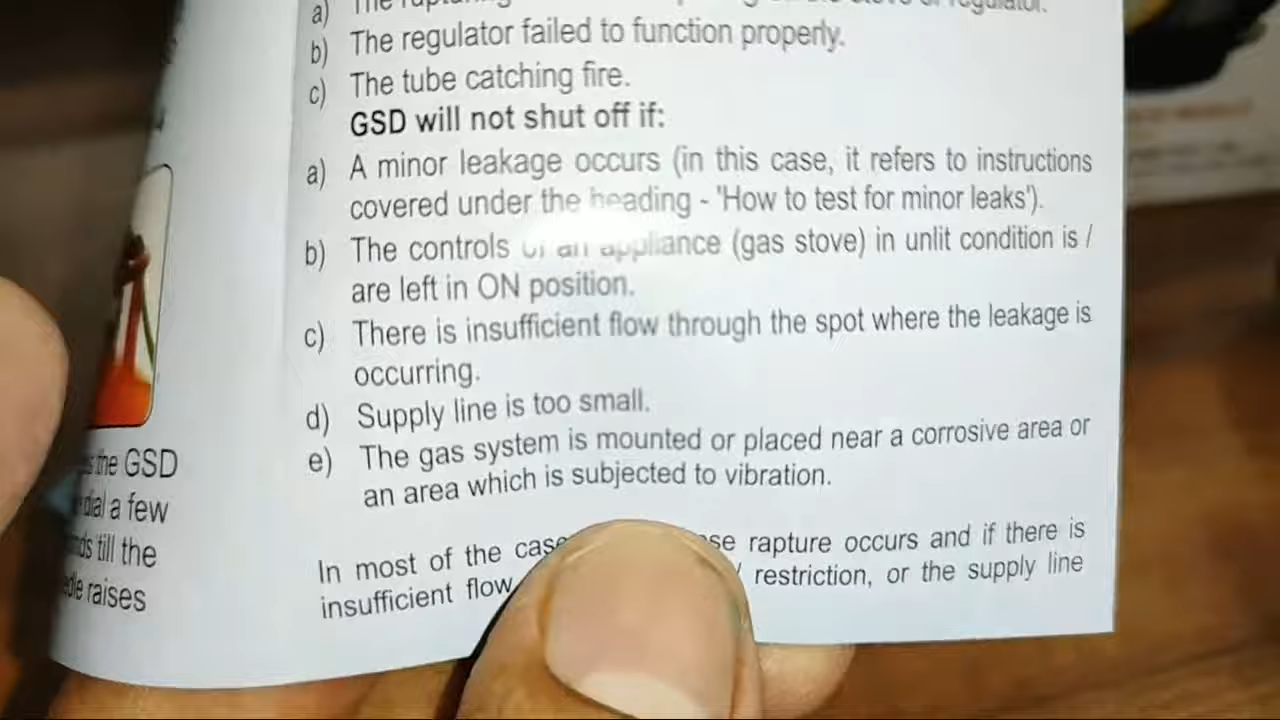 a)
b) The regulator failed to function properly.
c) The tube catching fire.
GSD will not shut off if:
a) A minor leakage occurs (in this case, it refers to instructions
covered under the heading - 'How to test for minor leaks').
b) The controls of an appliance (gas stove) in unlit condition is /
are left in ON position.
c) There is insufficient flow through the spot where the leakage is
occurring.
d) Supply line is too small.
e) The gas system is mounted or placed near a corrosive area or
an area which is subjected to vibration.
In most of the rapture occurs and if there is
insufficient flow restriction, or the supply line
the GSD
dial a few
till the
raises